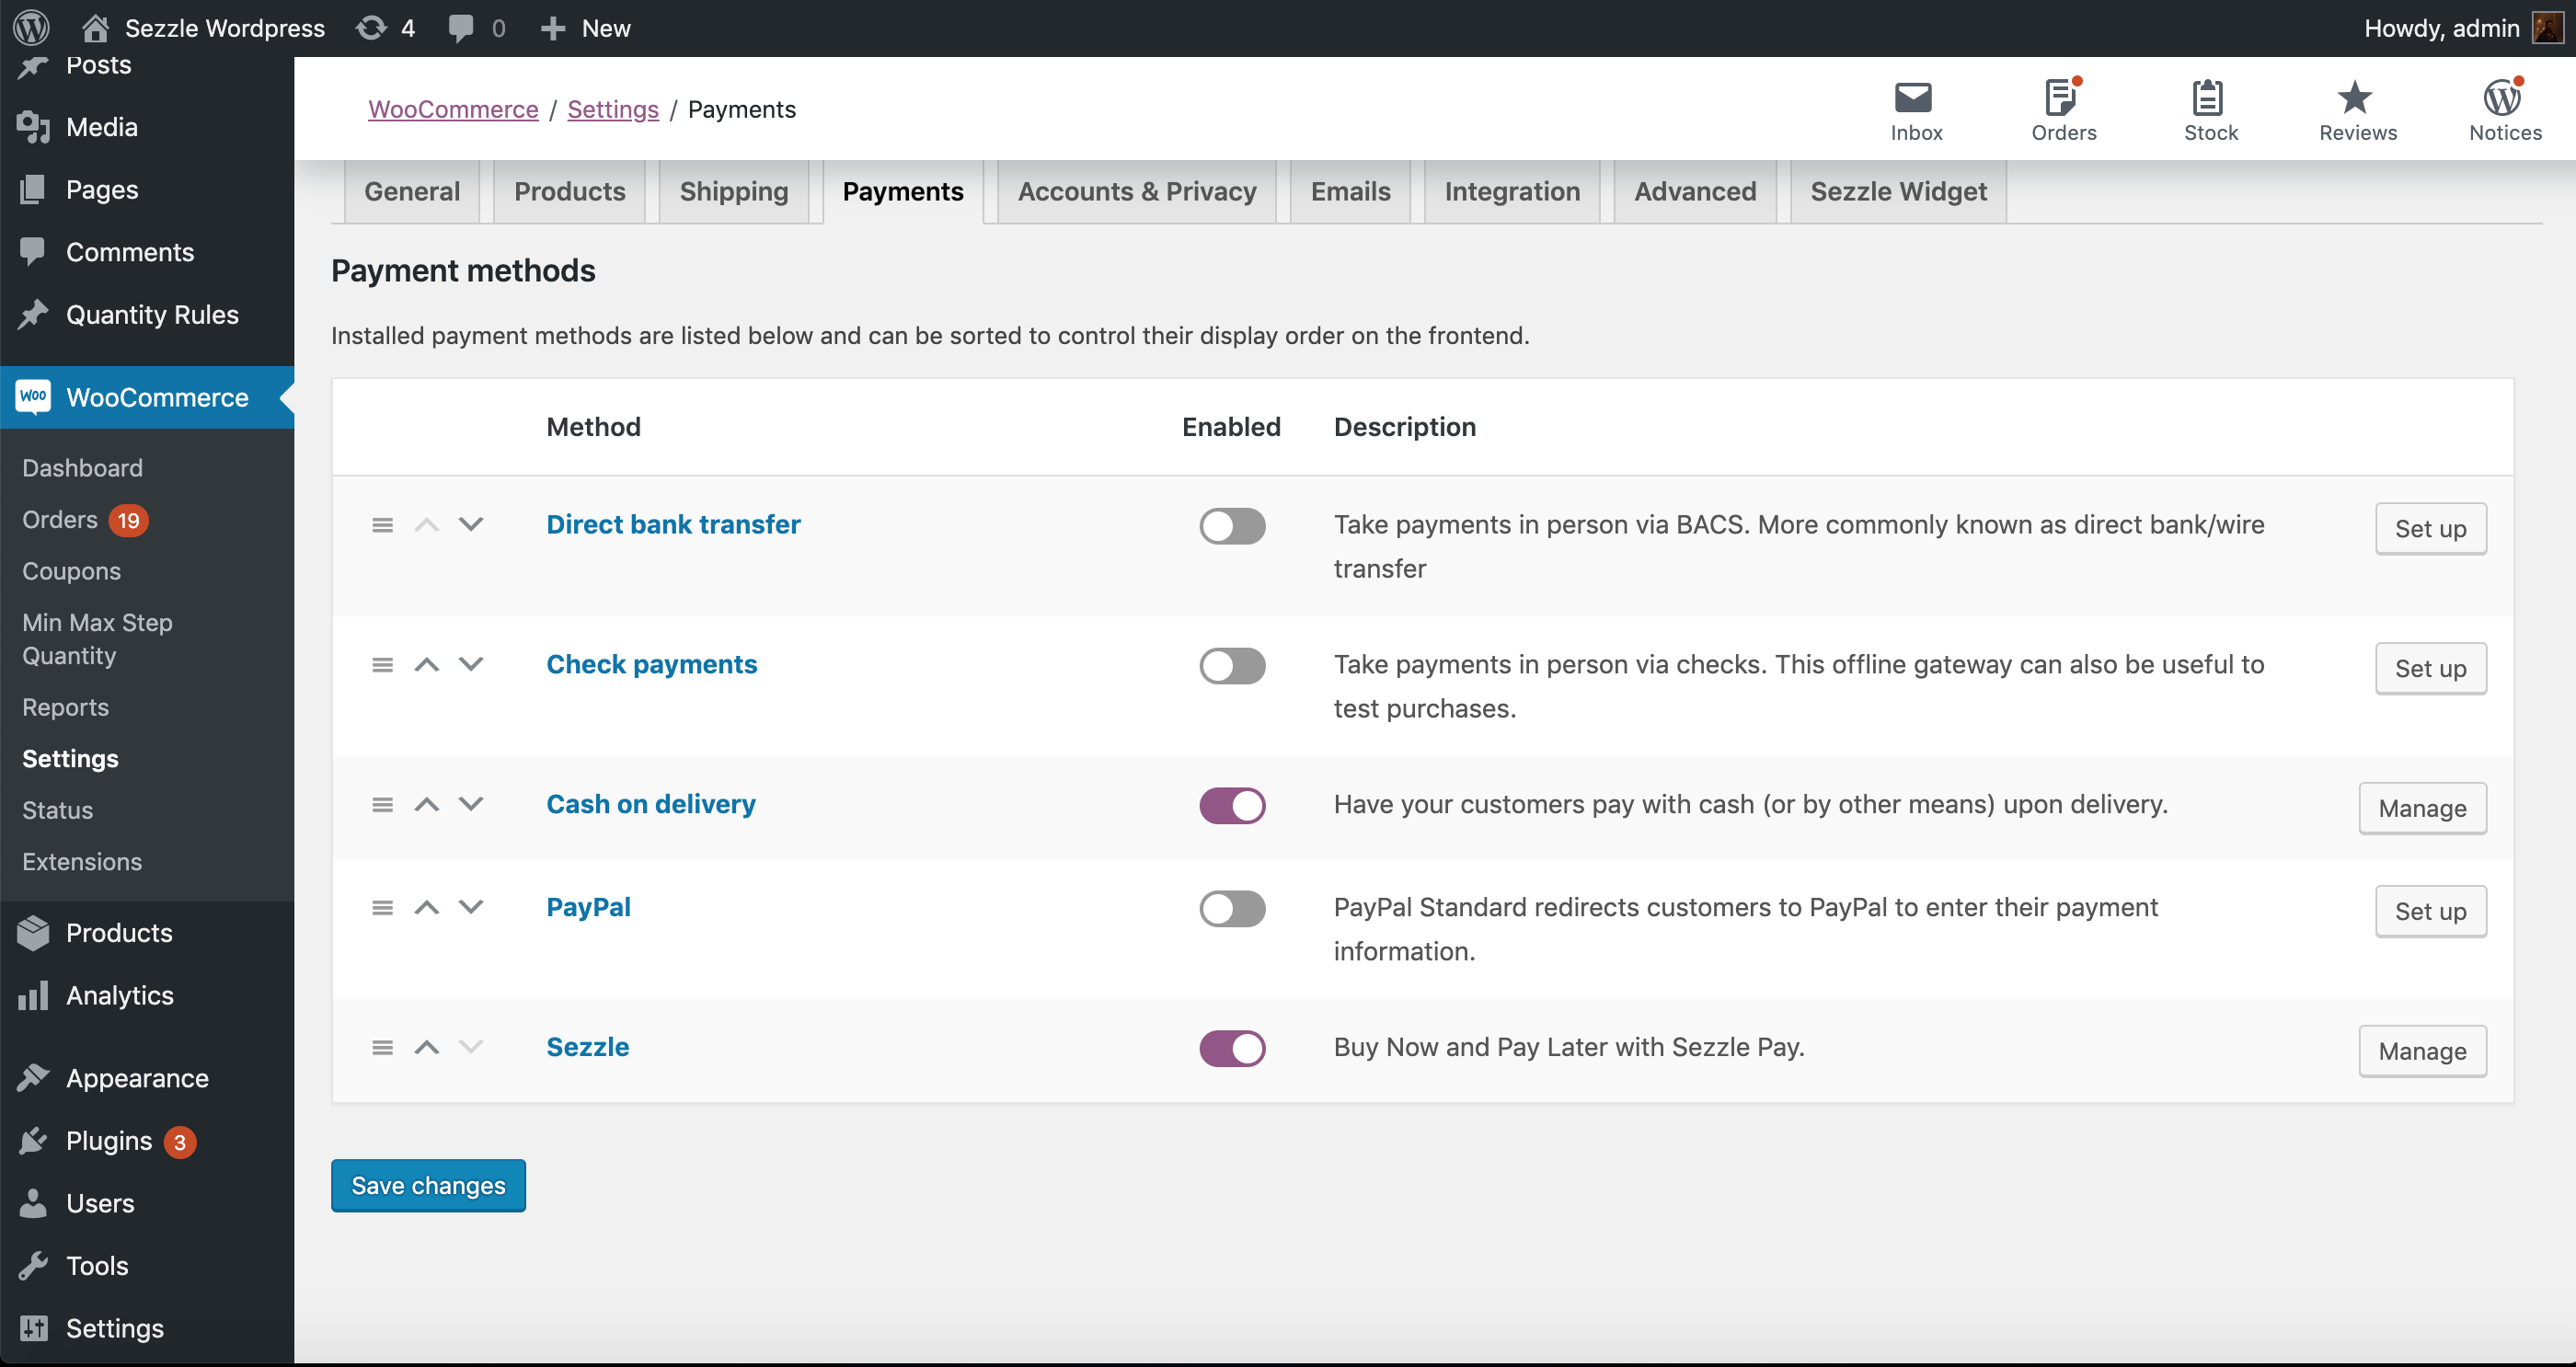 Sezzle Wordpress 4 0 New Howdy, admin
Posts
Media
Pages
Comments
Quantity Rules
Woo WooCommerce
Dashboard
Orders 19
Coupons
Min Max Step
Quantity
Reports
Settings
Status
Extensions
Products
Analytics
Appearance
Plugins 3
Users
Tools
Settings
WooCommerce / Settings / Payments
Inbox Orders Stock Reviews Notices
General Products Shipping Payments Accounts & Privacy Emails Integration Advanced Sezzle Widget
Payment methods
Installed payment methods are listed below and can be sorted to control their display order on the frontend.
Method Enabled Description
Direct bank transfer Take payments in person via BACS. More commonly known as direct bank/wire Set up
transfer
Check payments Take payments in person via checks. This offline gateway can also be useful to Set up
test purchases.
Cash on delivery Have your customers pay with cash (or by other means) upon delivery. Manage
PayPal PayPal Standard redirects customers to PayPal to enter their payment Set up
information.
Sezzle Buy Now and Pay Later with Sezzle Pay. Manage
Save changes